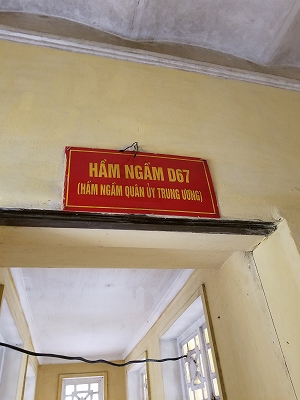 HẦM NGẦM D67
(HẦM NGẦM QUÂN ỦY TRUNG ƯƠNG)